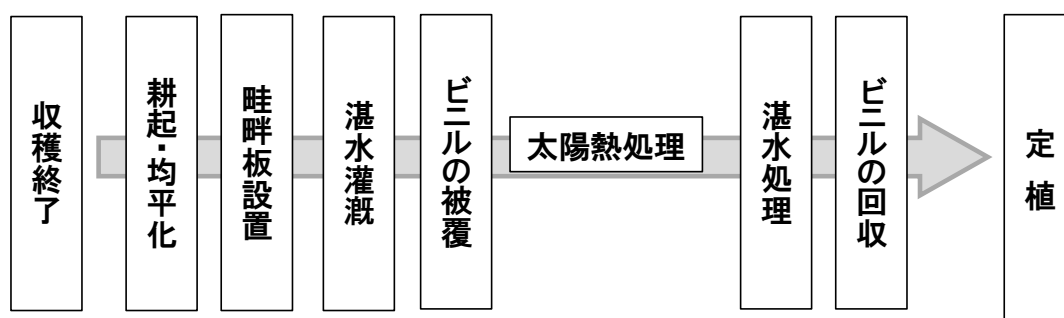 収穫終了
耕起・均平化
畦畔板設置
湛水灌漑
ビニルの被覆
太陽熱処理
湛水処理
ビニルの回収
定植